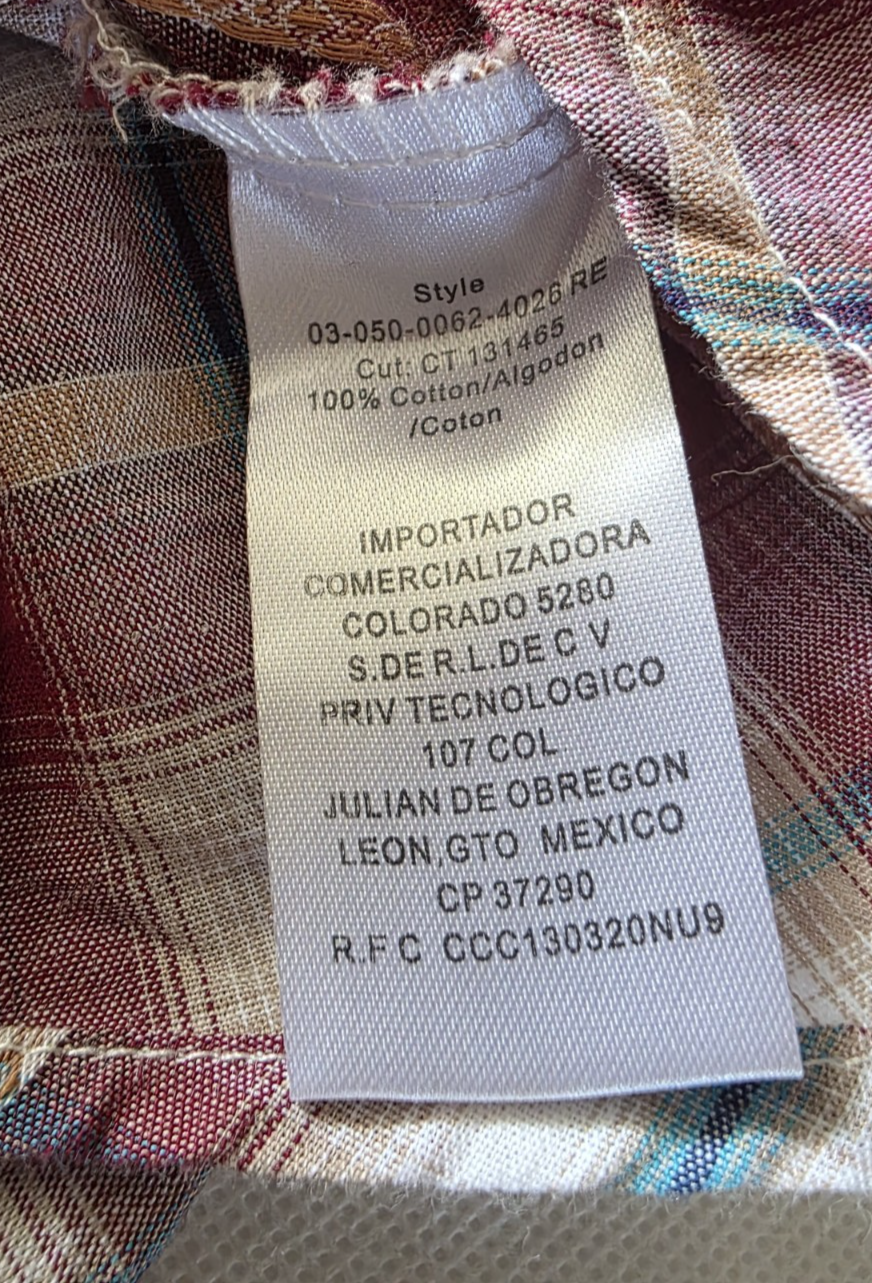 Style
03-050-0062-4026 RE
Cut: CT 131465
100% Cotton/Algodon
/Coton
IMPORTADOR
COMERCIALIZADORA
COLORADO 5280
S.DE R.L.DE C V
PRIV TECNOLOGICO
107 COL
JULIAN DE OBREGON
LEON,GTO MEXICO
CP 37290
R.F C CCC130320NU9